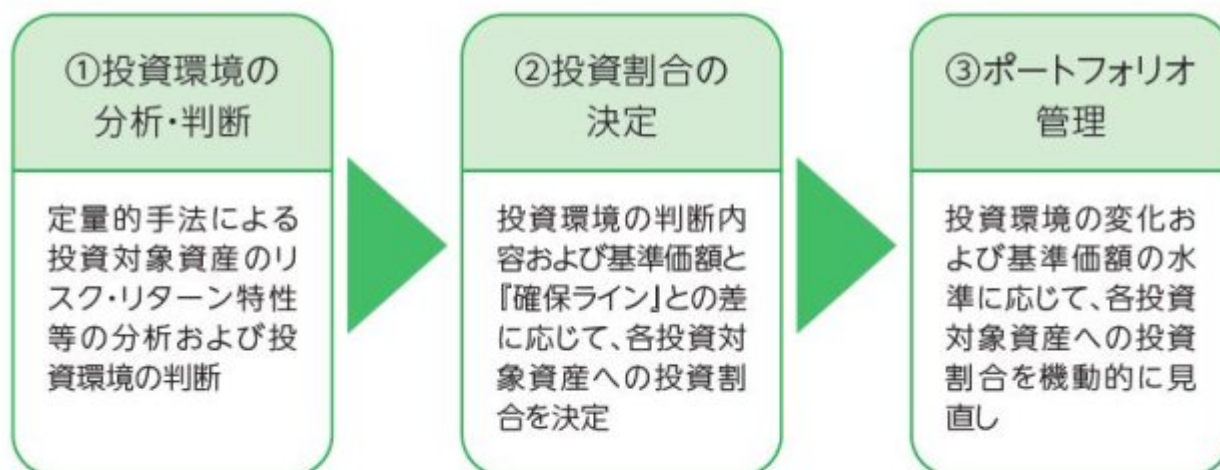 ①投資環境の
分析・判断
定量的手法による
投資対象資産のリ
スク・リターン特性
等の分析および投
資環境の判断
②投資割合の
決定
投資環境の判断内
容および基準価額と
『確保ライン』との差
に応じて、各投資対
象資産への投資割
合を決定
③ポートフォリオ
管理
投資環境の変化お
よび基準価額の水
準に応じて、各投資
対象資産への投資
割合を機動的に見
直し